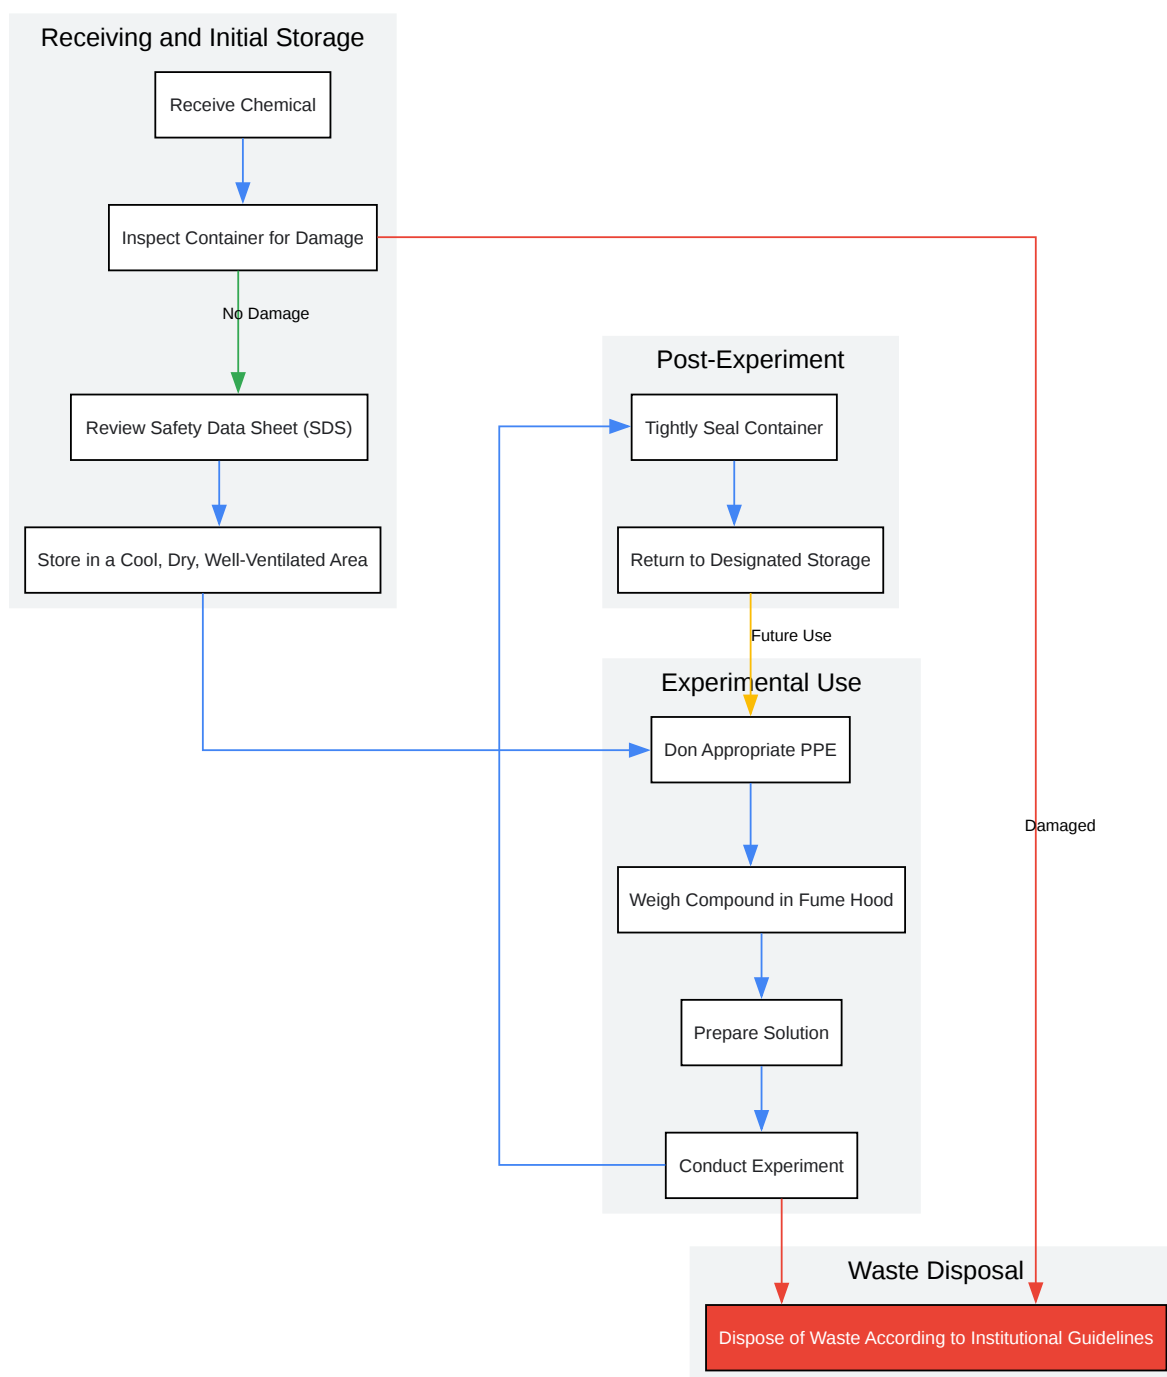 Receiving and Initial Storage
Receive Chemical
Inspect Container for Damage
No Damage
Review Safety Data Sheet (SDS)
Store in a Cool, Dry, Well-Ventilated Area
Post-Experiment
Tightly Seal Container
Return to Designated Storage
Future Use
Experimental Use
Don Appropriate PPE
Weigh Compound in Fume Hood
Prepare Solution
Conduct Experiment
Damaged
Waste Disposal
Dispose of Waste According to Institutional Guidelines